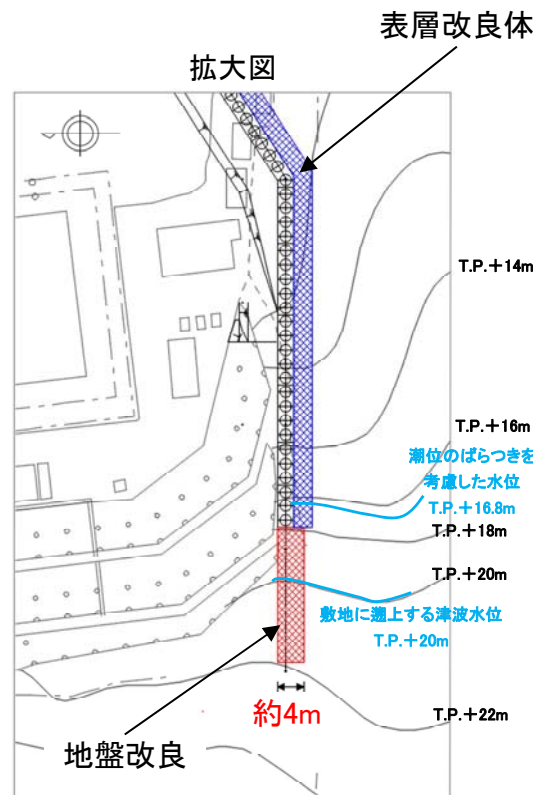 表層改良体
拡大図
T.P.+14m
T.P.+16m
潮位のばらつきを
考慮した水位
T.P.+16.8m
T.P.+18m
T.P.+20m
敷地に遡上する津波水位
T.P.+20m
約4m
T.P.+22m
地盤改良